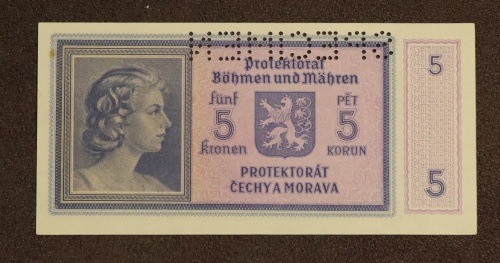 Protektorat
Böhmen und Mähren
fünf PĚT
5 5 5
kronen KORUN
PROTEKTORÁT
ČECHY A MORAVA
5